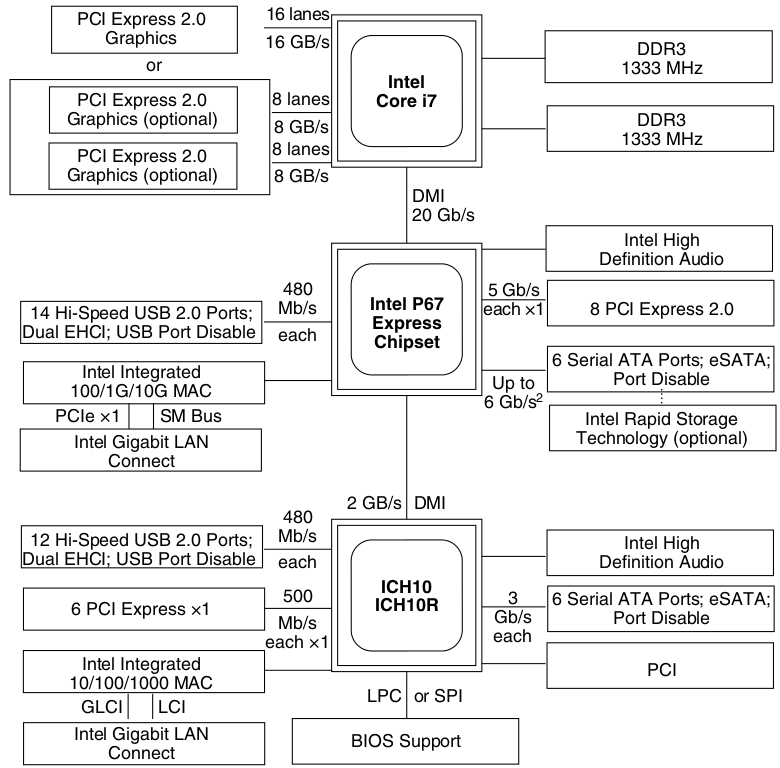 PCI Express 2.0
Graphics
16 lanes
16 GB/s
or
PCI Express 2.0
Graphics (optional)
8 lanes
8 GB/s
PCI Express 2.0
Graphics (optional)
8 lanes
8 GB/s
Intel
Core i7
DDR3
1333 MHz
DDR3
1333 MHz
DMI
20 Gb/s
14 Hi-Speed USB 2.0 Ports;
Dual EHCI; USB Port Disable
480
Mb/s
each
Intel Integrated
100/1G/10G MAC
PCIe ×1
SM Bus
Intel Gigabit LAN
Connect
Intel P67
Express
Chipset
Intel High
Definition Audio
5 Gb/s
each ×1
8 PCI Express 2.0
Up to
6 Gb/s2
6 Serial ATA Ports; eSATA;
Port Disable
Intel Rapid Storage
Technology (optional)
2 GB/s
DMI
12 Hi-Speed USB 2.0 Ports;
Dual EHCI; USB Port Disable
480
Mb/s
each
6 PCI Express ×1
500
Mb/s
each ×1
Intel Integrated
10/100/1000 MAC
GLCI
LCI
Intel Gigabit LAN
Connect
ICH10
ICH10R
Intel High
Definition Audio
3
Gb/s
each
6 Serial ATA Ports; eSATA;
Port Disable
PCI
LPC or SPI
BIOS Support